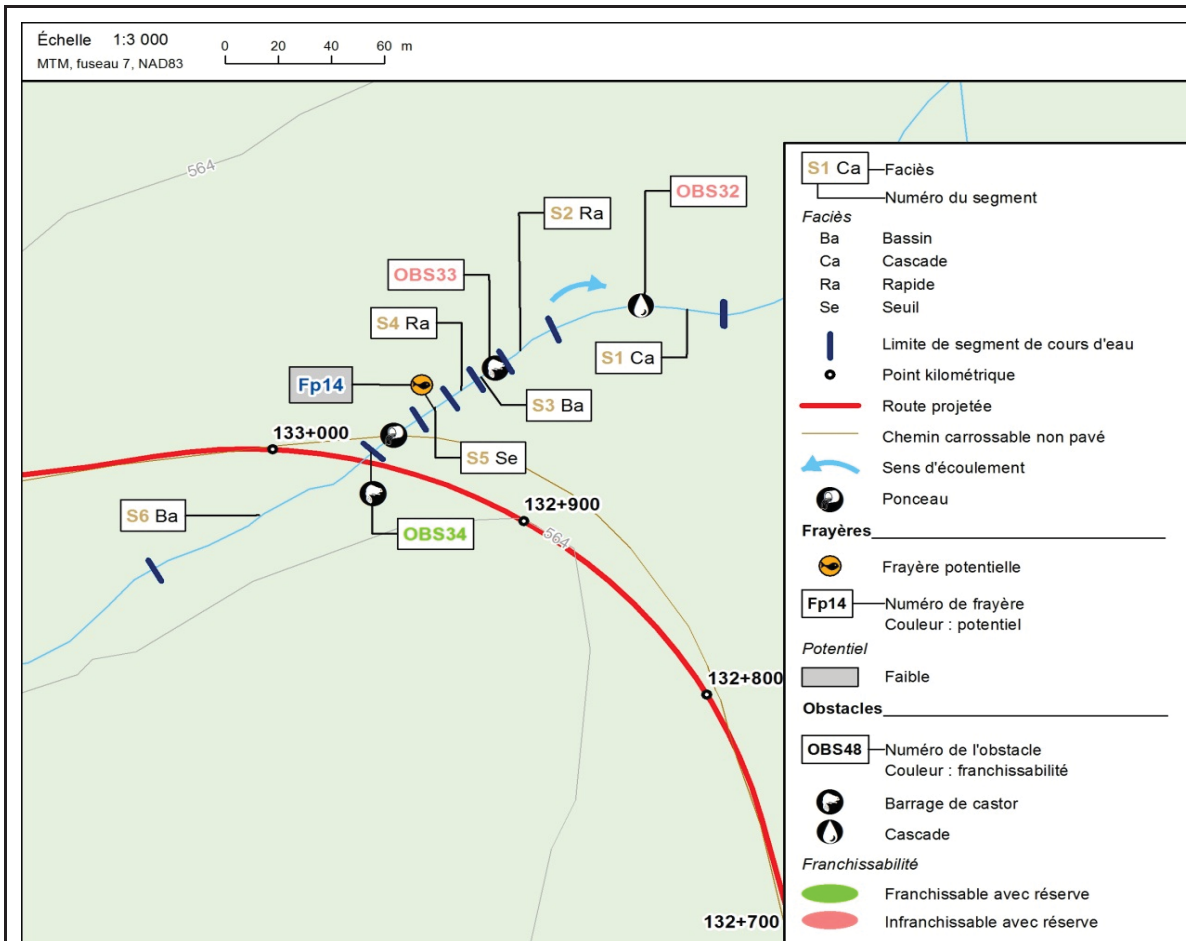 Échelle 1:3 000
MTM, fuseau 7, NAD83
0 20 40 60 m
564
OBS32
S2 Ra
OBS33
S4 Ra
S1 Ca
Fp14
S3 Ba
133+000
S5 Se
132+900
S6 Ba
OBS34
564
132+800
132+700
S1 Ca Faciès
Numéro du segment
Faciès
Ba Bassin
Ca Cascade
Ra Rapide
Se Seuil
Limite de segment de cours d'eau
Point kilométrique
Route projetée
Chemin carrossable non pavé
Sens d'écoulement
Ponceau
Frayères
Frayère potentielle
Fp14 Numéro de frayère
Couleur : potentiel
Potentiel
Faible
Obstacles
OBS48 Numéro de l'obstacle
Couleur : franchissabilité
Barrage de castor
Cascade
Franchissabilité
Franchissable avec réserve
Infranchissable avec réserve